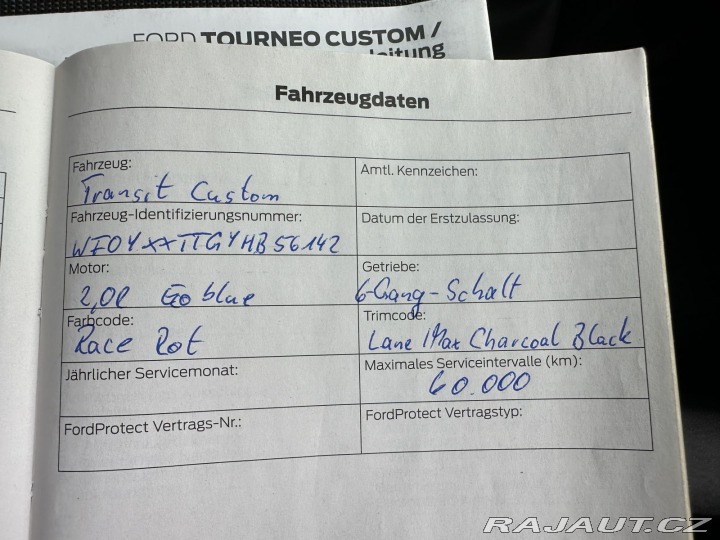 FORD TOURNEO CUSTOM /
leitung
Fahrzeugdaten
Fahrzeug:
Transit Custom
Amtl. Kennzeichen:
Fahrzeug-Identifizierungsnummer:
WF0YXXTTGYHB56142
Datum der Erstzulassung:
Motor:
2,0l Eco blue
Getriebe:
6-Gang-Schalt
Farbcode:
Race Rot
Trimcode:
Lane Max Charcoal Black
Jährlicher Servicemonat:
Maximales Serviceintervalle (km):
60.000
FordProtect Vertrags-Nr.:
FordProtect Vertragstyp:
RAJAUT.CZ